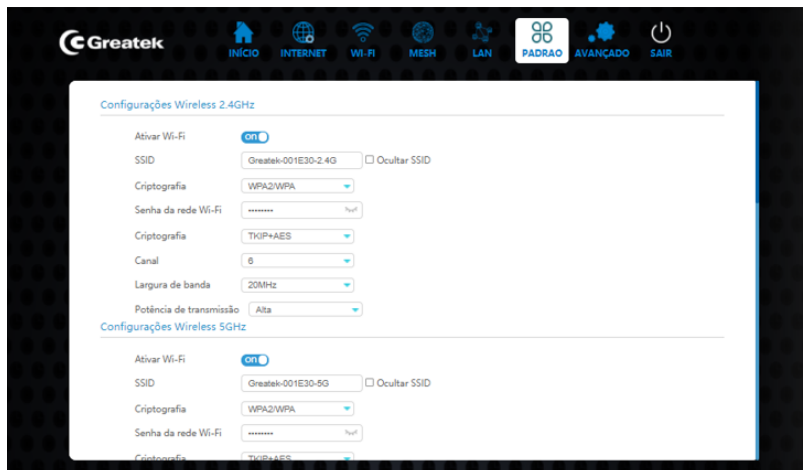 Greatek
INÍCIO INTERNET WI-FI MESH LAN PADRAO AVANÇADO SAIR
Configurações Wireless 2.4GHz
Ativar Wi-Fi on
SSID Greatek-001E30-2.4G Ocultar SSID
Criptografia WPA2/WPA
Senha da rede Wi-Fi ••••••••
Criptografia TKIP+AES
Canal 6
Largura de banda 20MHz
Potência de transmissão Alta
Configurações Wireless 5GHz
Ativar Wi-Fi on
SSID Greatek-001E30-5G Ocultar SSID
Criptografia WPA2/WPA
Senha da rede Wi-Fi ••••••••
Criptografia TKIP+AES